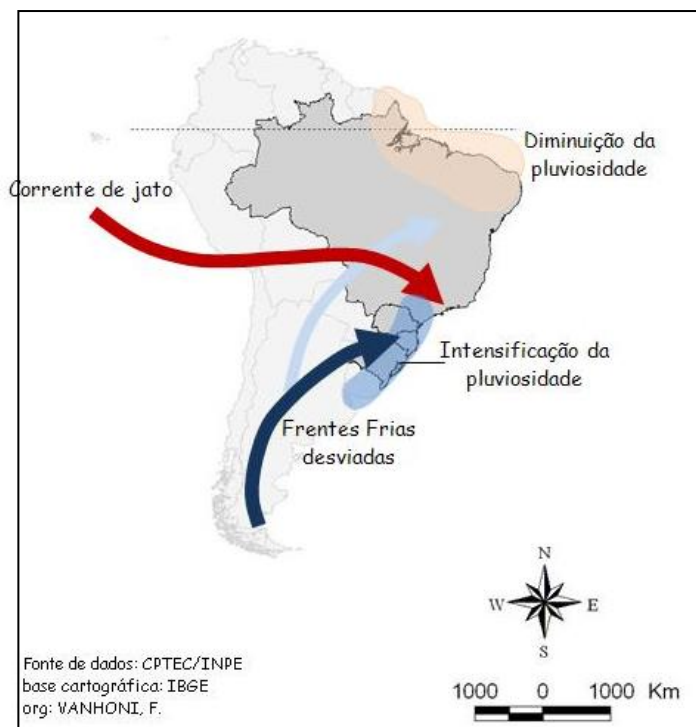 Diminuição da
pluviosidade
Corrente de jato
Intensificação da
pluviosidade
Frentes Frias
desviadas
N
W
E
S
Fonte de dados: CPTEC/INPE
base cartográfica: IBGE
org: VANHONI, F.
1000 0 1000 Km